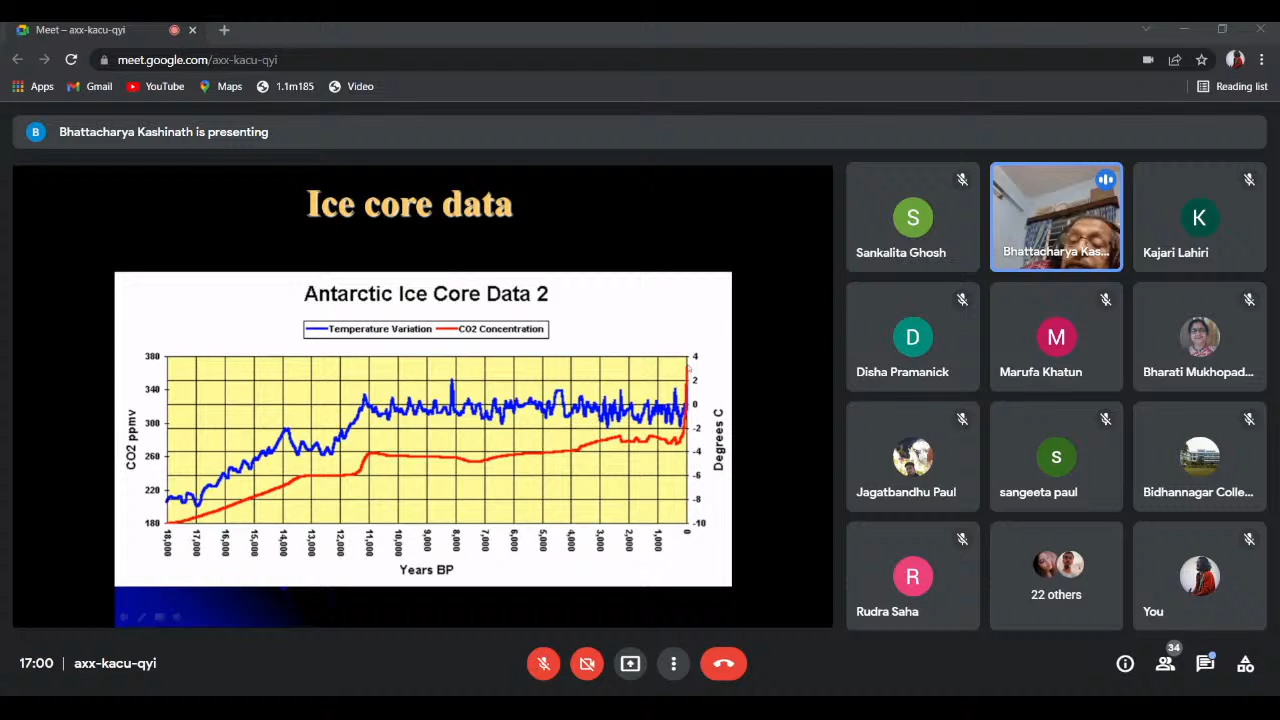 Meet – axx-kacu-qyi
meet.google.com/axx-kacu-qyi
Apps Gmail YouTube Maps 1.1m185 Video Reading list
B Bhattacharya Kashinath is presenting
Ice core data
Antarctic Ice Core Data 2
Temperature Variation CO2 Concentration
380
340
300
260
220
180
CO2 ppmv
4
2
0
-2
-4
-6
-8
-10
Degrees C
18,000 17,000 16,000 15,000 14,000 13,000 12,000 11,000 10,000 9,000 8,000 7,000 6,000 5,000 4,000 3,000 2,000 1,000 0
Years BP
S
Sankalita Ghosh
Bhattacharya Kas...
K
Kajari Lahiri
D
Disha Pramanick
M
Marufa Khatun
Bharati Mukhopad...
Jagatbandhu Paul
s
sangeeta paul
Bidhannagar Colle...
R
Rudra Saha
22 others
You
17:00 | axx-kacu-qyi
34